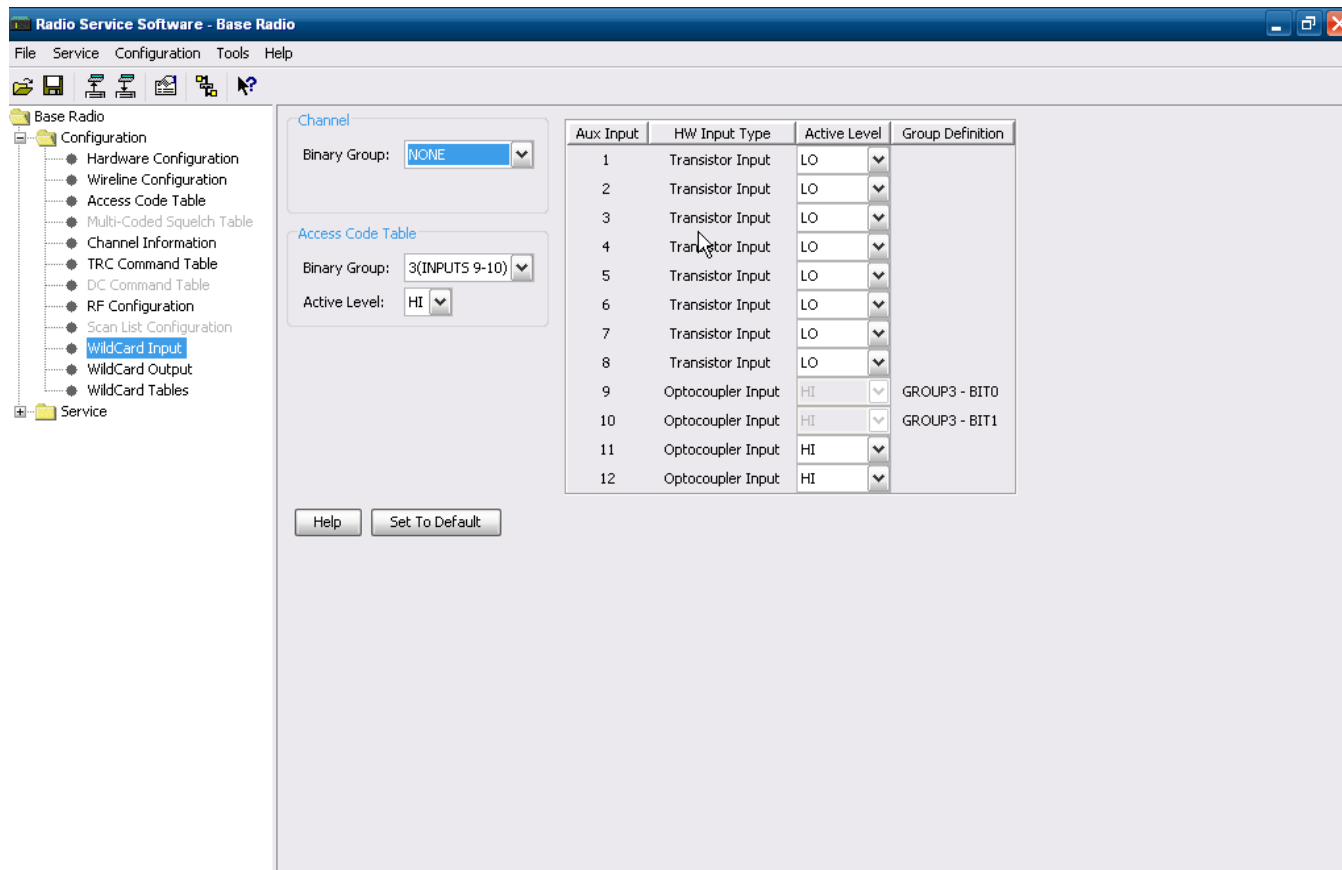 Radio Service Software - Base Radio
File Service Configuration Tools Help
Base Radio
Configuration
Hardware Configuration
Wireline Configuration
Access Code Table
Multi-Coded Squelch Table
Channel Information
TRC Command Table
DC Command Table
RF Configuration
Scan List Configuration
WildCard Input
WildCard Output
WildCard Tables
Service
Channel
Binary Group: NONE
Access Code Table
Binary Group: 3(INPUTS 9-10)
Active Level: HI
Aux Input HW Input Type Active Level Group Definition
1 Transistor Input LO
2 Transistor Input LO
3 Transistor Input LO
4 Transistor Input LO
5 Transistor Input LO
6 Transistor Input LO
7 Transistor Input LO
8 Transistor Input LO
9 Optocoupler Input HI GROUP3 - BIT0
10 Optocoupler Input HI GROUP3 - BIT1
11 Optocoupler Input HI
12 Optocoupler Input HI
Help Set To Default